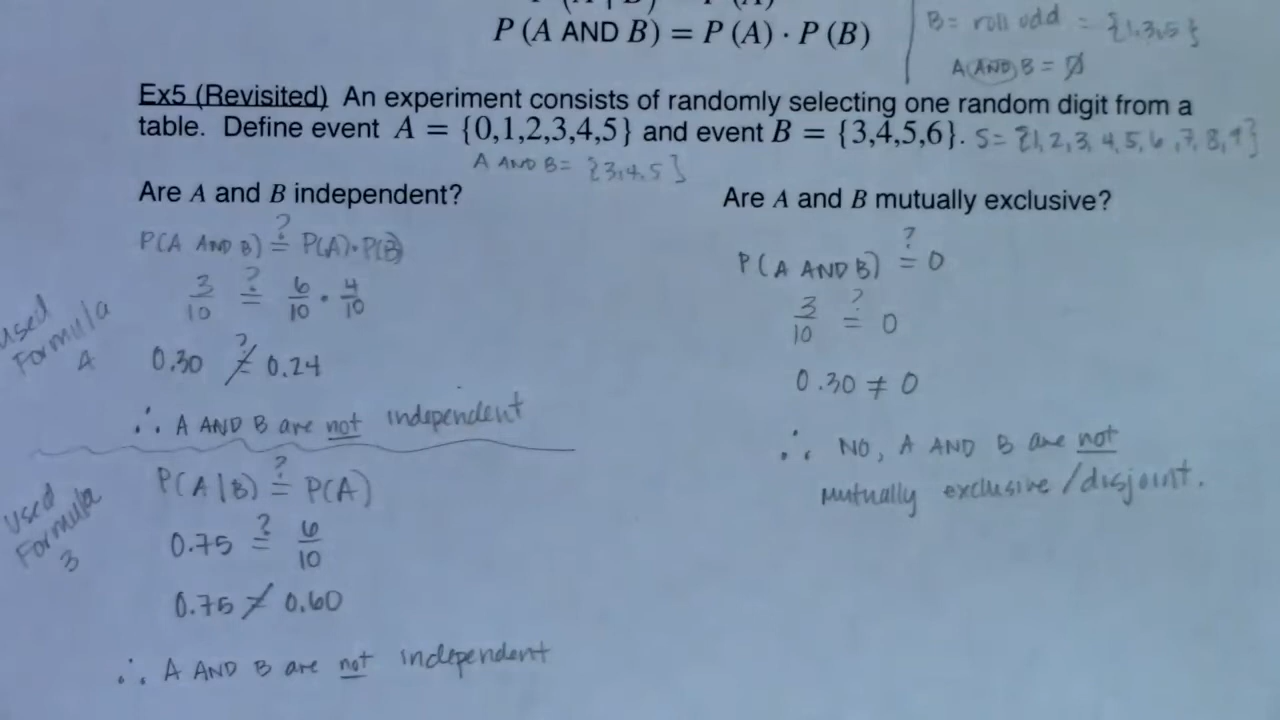 P (A AND B) = P (A) · P (B)
B = roll odd = {1,3,5}
A AND B = ∅
Ex5 (Revisited) An experiment consists of randomly selecting one random digit from a
table. Define event A = {0,1,2,3,4,5} and event B = {3,4,5,6}. S = {1, 2, 3, 4, 5, 6, 7, 8, 9}
A AND B = {3,4,5}
Are A and B independent?
P(A AND B) ?= P(A)·P(B)
3/10 ?= 6/10 · 4/10
Used
Formula
4
0.30 ?≠ 0.24
∴ A AND B are not independent
P(A|B) ?= P(A)
Used
Formula
3
0.75 ?= 6/10
0.75 ≠ 0.60
∴ A AND B are not independent
Are A and B mutually exclusive?
P(A AND B) ?= 0
3/10 ?= 0
0.30 ≠ 0
∴ NO, A AND B are not
mutually exclusive/disjoint.